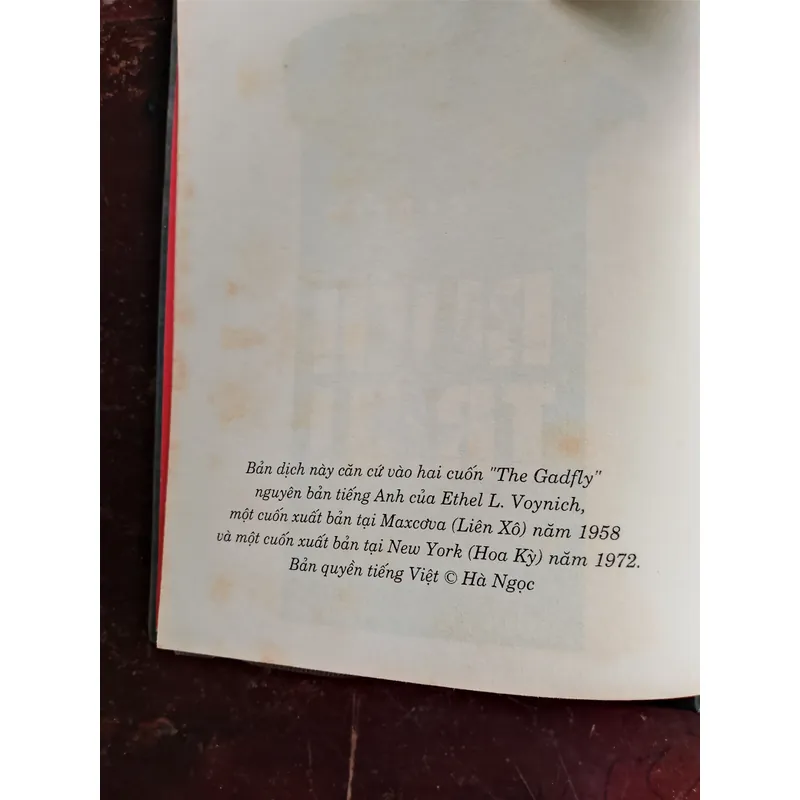 Bản dịch này căn cứ vào hai cuốn "The Gadfly"
nguyên bản tiếng Anh của Ethel L. Voynich,
một cuốn xuất bản tại Maxcơva (Liên Xô) năm 1958
và một cuốn xuất bản tại New York (Hoa Kỳ) năm 1972.
Bản quyền tiếng Việt © Hà Ngọc